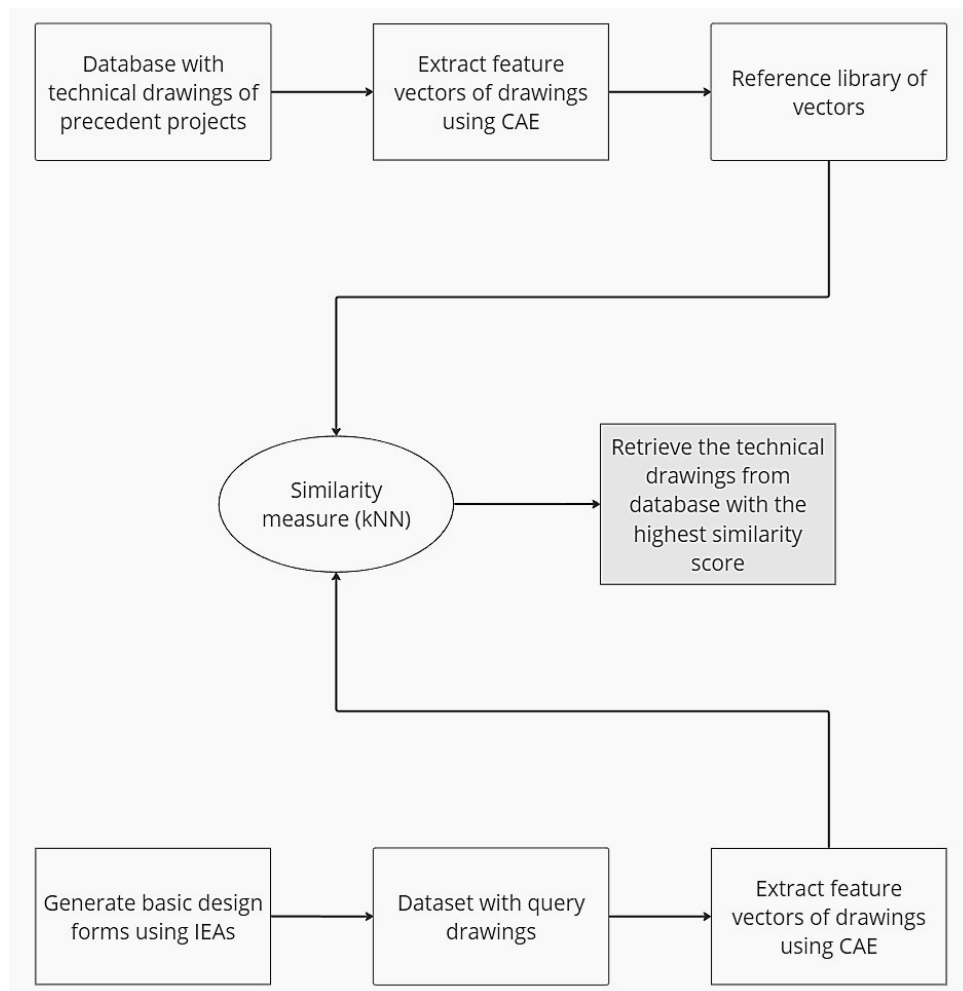 Database with
technical drawings of
precedent projects
Extract feature
vectors of drawings
using CAE
Reference library of
vectors
Similarity
measure (kNN)
Retrieve the technical
drawings from
database with the
highest similarity
score
Generate basic design
forms using IEAs
Dataset with query
drawings
Extract feature
vectors of drawings
using CAE